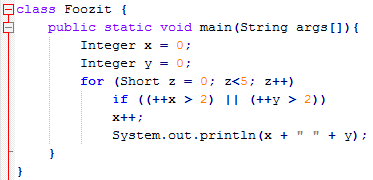 class Foozit {
public static void main(String args[]){
Integer x = 0;
Integer y = 0;
for (Short z = 0; z<5; z++)
if ((++x > 2) || (++y > 2))
x++;
System.out.println(x + " " + y);
}
}